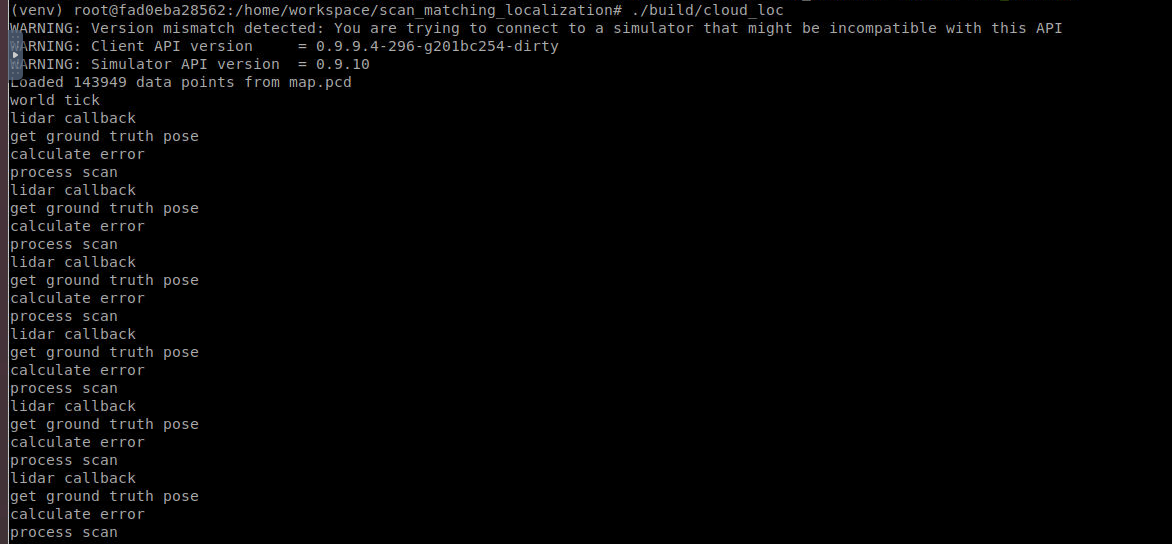 (venv) root@fad0eba28562:/home/workspace/scan_matching_localization# ./build/cloud_loc
WARNING: Version mismatch detected: You are trying to connect to a simulator that might be incompatible with this API
WARNING: Client API version     = 0.9.9.4-296-g201bc254-dirty
WARNING: Simulator API version  = 0.9.10
Loaded 143949 data points from map.pcd
world tick
lidar callback
get ground truth pose
calculate error
process scan
lidar callback
get ground truth pose
calculate error
process scan
lidar callback
get ground truth pose
calculate error
process scan
lidar callback
get ground truth pose
calculate error
process scan
lidar callback
get ground truth pose
calculate error
process scan
lidar callback
get ground truth pose
calculate error
process scan